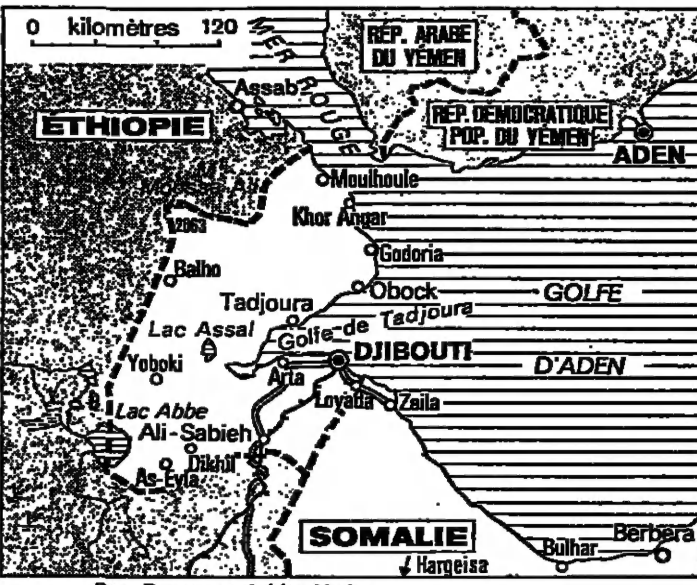 0 kilomètres 120
MER ROUGE
RÉP. ARABE
DU YÉMEN
Assab
ÉTHIOPIE
RÉP. DÉMOCRATIQUE
POP. DU YÉMEN
ADEN
Moulhoule
2063
Khor Angar
Godoria
Balho
Obock
GOLFE
Tadjoura
Golfe de Tadjoura
Lac Assal
DJIBOUTI
D'ADEN
Yoboki
Arta
Loyada
Zaila
Lac Abbe
Ali-Sabieh
Dikhil
As-Eyla
SOMALIE
Berbera
Bulhar
Hargeisa